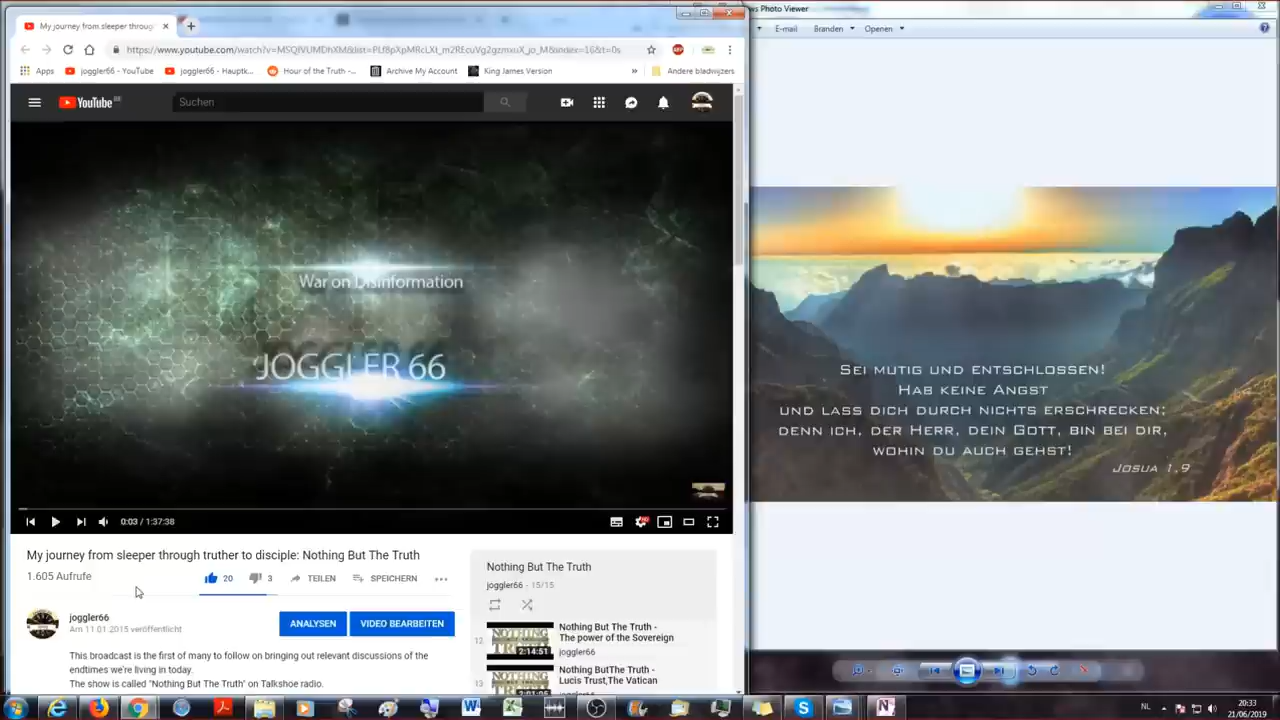 My journey from sleeper throug
ws Photo Viewer
https://www.youtube.com/watch?v=MSQlVUMDhXM&list=PLf8pXpMRcLXt_m2REcuVg2gzmxuX_jo_M&index=16&t=0s
E-mail
Branden
Openen
Apps
joggler66 - YouTube
joggler66 - Hauptk...
Hour of the Truth -...
Archive My Account
King James Version
»
Andere bladwijzers
YouTube
Suchen
War on Disinformation
JOGGLER 66
SEI MUTIG UND ENTSCHLOSSEN!
HAB KEINE ANGST
UND LASS DICH DURCH NICHTS ERSCHRECKEN;
DENN ICH, DER HERR, DEIN GOTT, BIN BEI DIR,
WOHIN DU AUCH GEHST!
JOSUA 1,9
0:03 / 1:37:38
My journey from sleeper through truther to disciple: Nothing But The Truth
1.605 Aufrufe
20
3
TEILEN
SPEICHERN
joggler66
Am 11.01.2015 veröffentlicht
ANALYSEN
VIDEO BEARBEITEN
This broadcast is the first of many to follow on bringing out relevant discussions of the
endtimes we're living in today.
The show is called "Nothing But The Truth" on Talkshoe radio.
Nothing But The Truth
joggler66 - 15/15
12
Nothing But The Truth -
The power of the Sovereign
joggler66
2:14:51
13
Nothing ButThe Truth -
Lucis Trust,The Vatican
joggler66
2:01:05
NL
20:33
21/06/2019